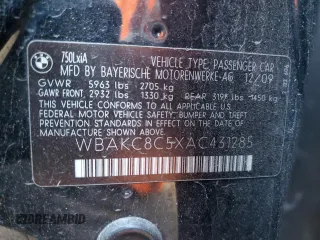 750LxiA
VEHICLE TYPE PASSENGER CAR
MFD BY BAYERISCHE MOTORENWERKE-AG 12/09
GVWR 5963 lbs 2705 kg
GAWR FRONT 2932 lbs 1330 kg REAR 3197 lbs 1450 kg
THIS VEHICLE CONFORMS TO ALL APPLICABLE
FEDERAL MOTOR VEHICLE SAFETY, BUMPER
AND THEFT PREVENTION STANDARDS IN EFFECT ON
THE DATE OF MANUFACTURE SHOWN ABOVE
WBAKC8C5XAC431285
DREAMBID